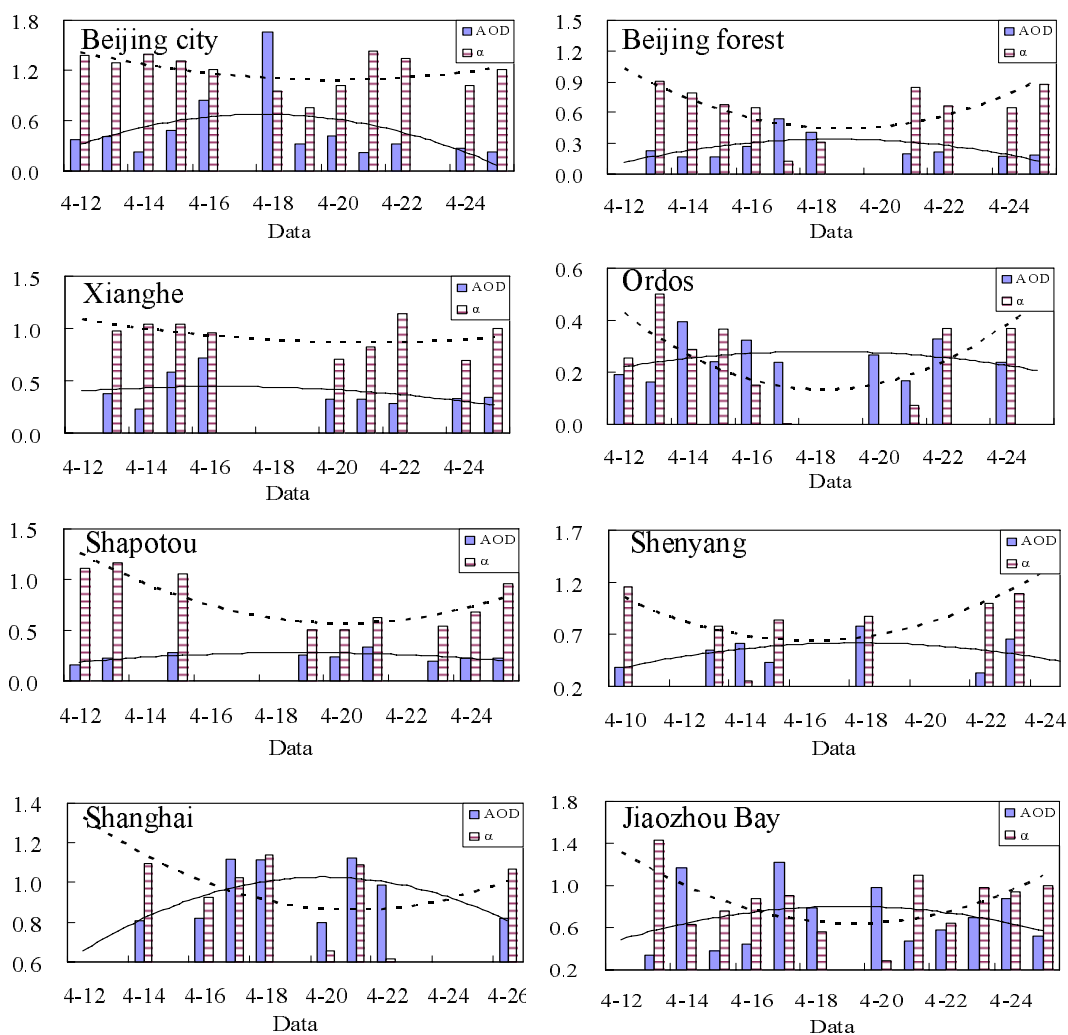 Beijing city
AOD
α
1.8
1.2
0.6
0.0
4-12 4-14 4-16 4-18 4-20 4-22 4-24
Data
Beijing forest
AOD
α
1.5
1.2
0.9
0.6
0.3
0.0
4-12 4-14 4-16 4-18 4-20 4-22 4-24
Data
Xianghe
AOD
α
1.5
1.0
0.5
0.0
4-12 4-14 4-16 4-18 4-20 4-22 4-24
Data
Ordos
AOD
α
0.6
0.4
0.2
0.0
4-12 4-14 4-16 4-18 4-20 4-22 4-24
Data
Shapotou
AOD
α
1.5
1.0
0.5
0.0
4-12 4-14 4-16 4-18 4-20 4-22 4-24
Data
Shenyang
AOD
α
1.7
1.2
0.7
0.2
4-10 4-12 4-14 4-16 4-18 4-20 4-22 4-24
Data
Shanghai
AOD
α
1.4
1.2
1.0
0.8
0.6
4-12 4-14 4-16 4-18 4-20 4-22 4-24 4-26
Data
Jiaozhou Bay
AOD
α
1.8
1.4
1.0
0.6
0.2
4-12 4-14 4-16 4-18 4-20 4-22 4-24
Data